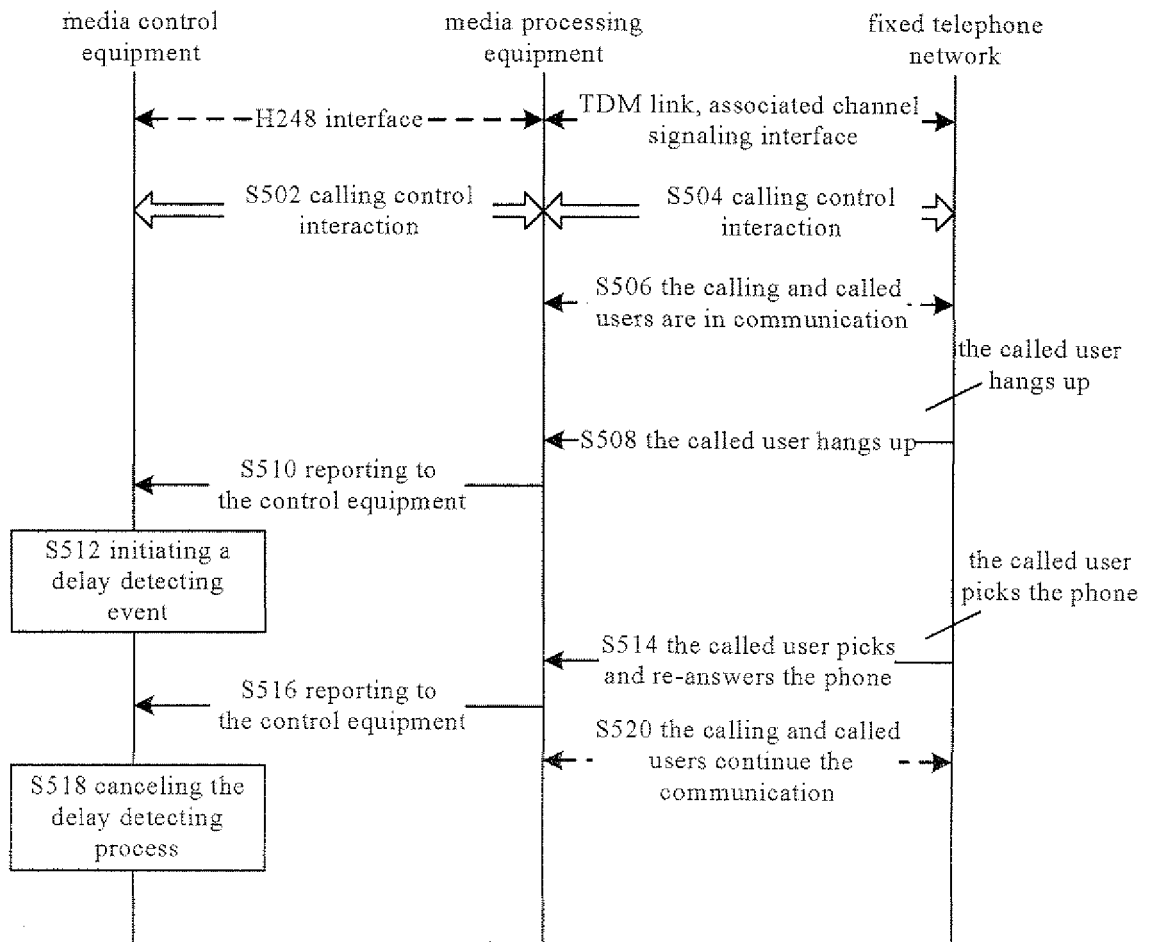 media control
equipment
media processing
equipment
fixed telephone
network
H248 interface
TDM link, associated channel
signaling interface
S502 calling control
interaction
S504 calling control
interaction
S506 the calling and called
users are in communication
the called user
hangs up
S508 the called user hangs up
S510 reporting to
the control equipment
S512 initiating a
delay detecting
event
the called user
picks the phone
S514 the called user picks
and re-answers the phone
S516 reporting to
the control equipment
S520 the calling and called
users continue the
communication
S518 canceling the
delay detecting
process